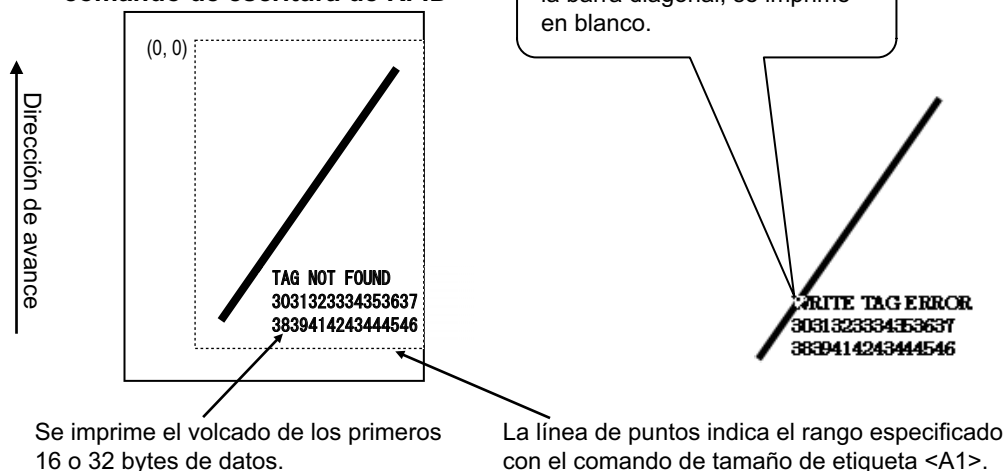 comando de escritura de RFID
la barra diagonal, se imprime
en blanco.
(0, 0)
Dirección de avance
TAG NOT FOUND
3031323334353637
3839414243444546
WRITE TAG ERROR
3031323334353637
3839414243444546
Se imprime el volcado de los primeros
16 o 32 bytes de datos.
La línea de puntos indica el rango especificado
con el comando de tamaño de etiqueta <A1>.